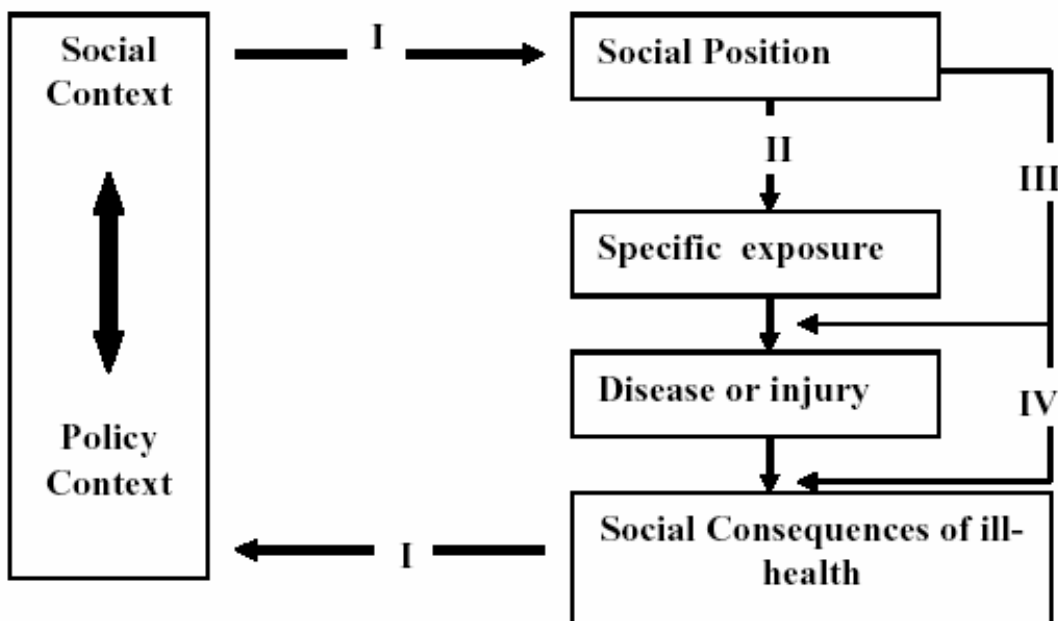 Social
Context
Policy
Context
I
Social Position
II
III
Specific exposure
Disease or injury
IV
Social Consequences of ill-
health
I